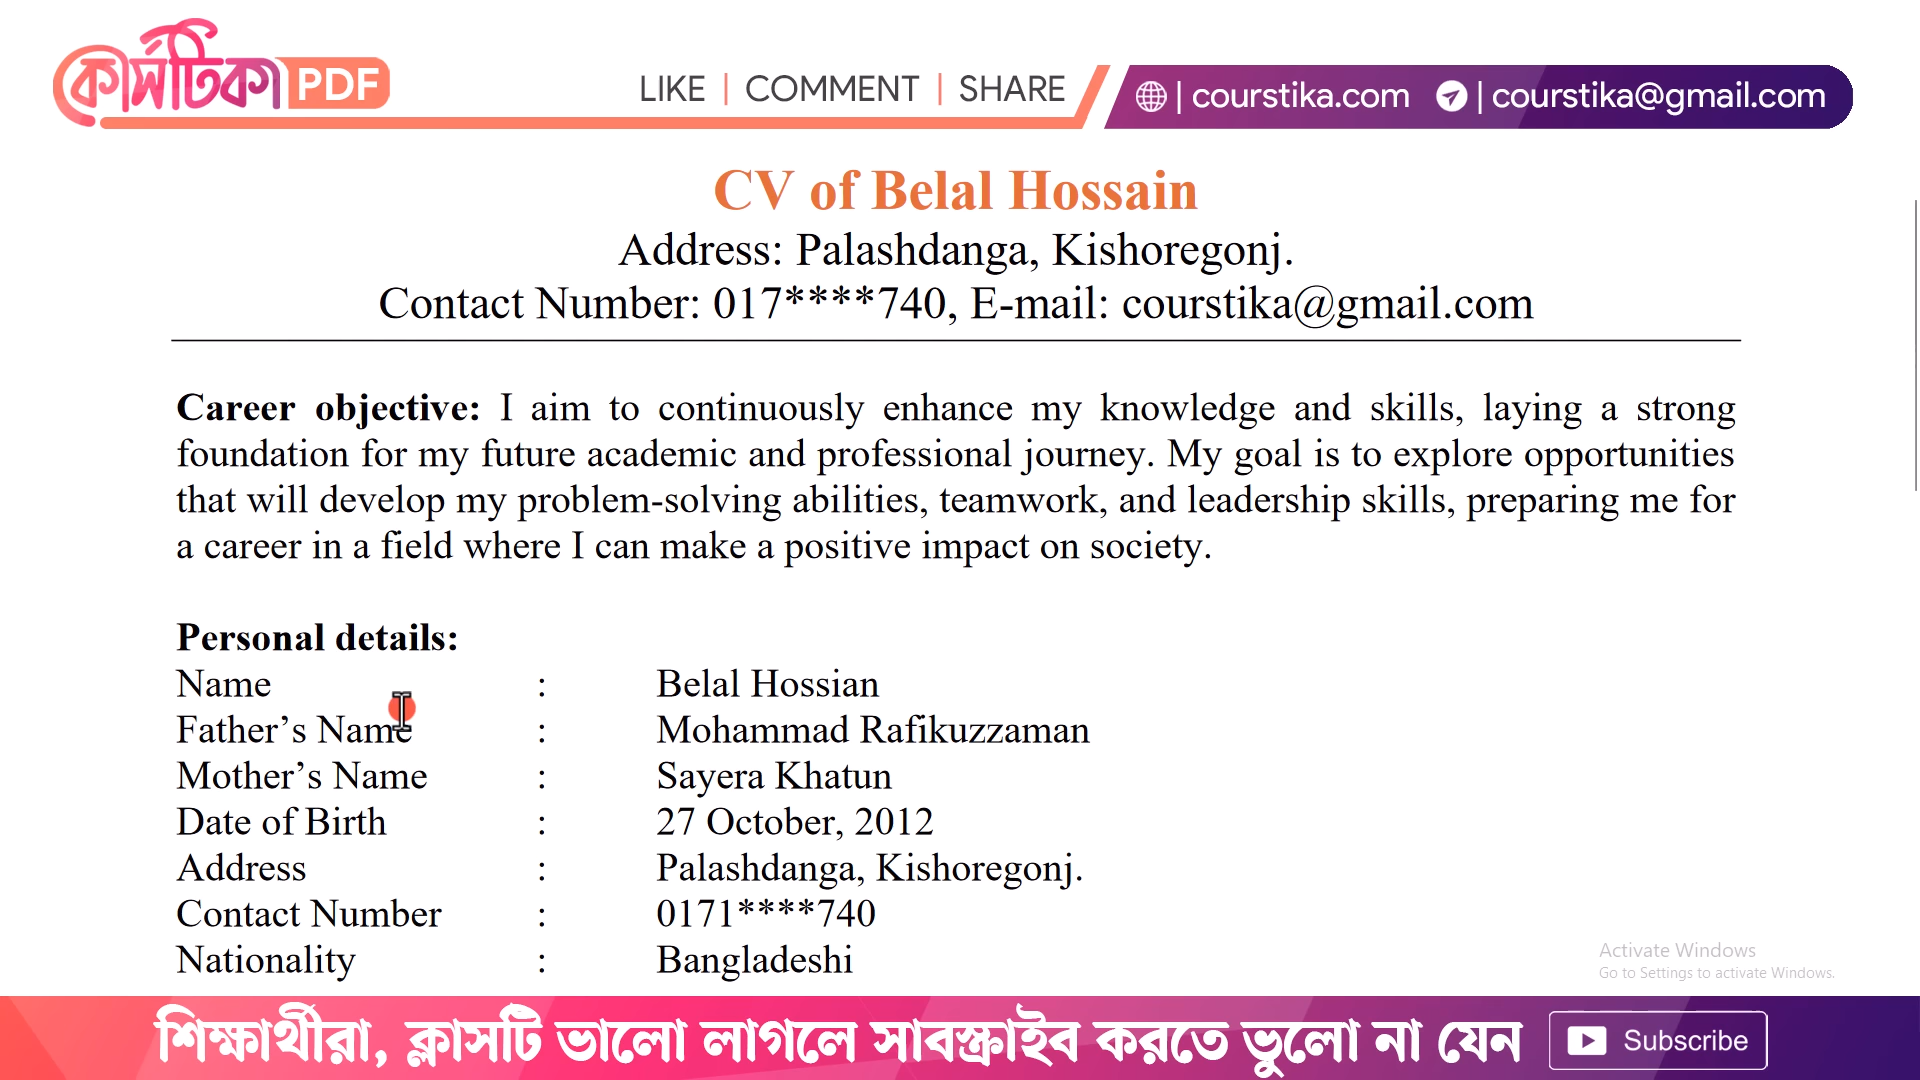 কোর্সটিকা PDF
LIKE | COMMENT | SHARE
| courstika.com | courstika@gmail.com
CV of Belal Hossain
Address: Palashdanga, Kishoregonj.
Contact Number: 017****740, E-mail: courstika@gmail.com
Career objective: I aim to continuously enhance my knowledge and skills, laying a strong
foundation for my future academic and professional journey. My goal is to explore opportunities
that will develop my problem-solving abilities, teamwork, and leadership skills, preparing me for
a career in a field where I can make a positive impact on society.
Personal details:
Name : Belal Hossian
Father’s Name : Mohammad Rafikuzzaman
Mother’s Name : Sayera Khatun
Date of Birth : 27 October, 2012
Address : Palashdanga, Kishoregonj.
Contact Number : 0171****740
Nationality : Bangladeshi
Activate Windows
Go to Settings to activate Windows.
শিক্ষার্থীরা, ক্লাসটি ভালো লাগলে সাবস্ক্রাইব করতে ভুলো না যেন
Subscribe